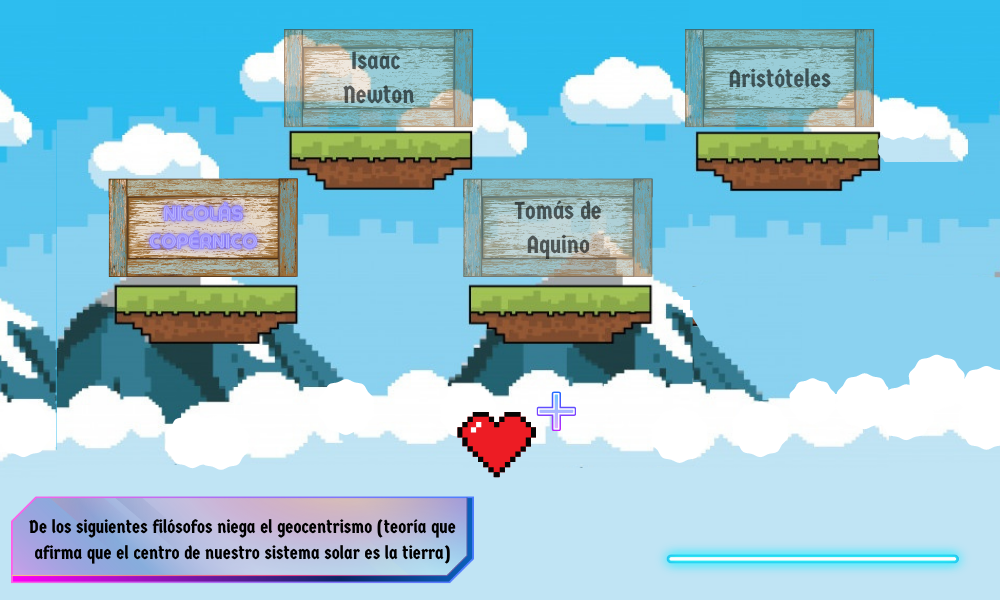 Isaac
Newton
Aristóteles
NICOLÁS
COPÉRNICO
Tomás de
Aquino
De los siguientes filósofos niega el geocentrismo (teoría que
afirma que el centro de nuestro sistema solar es la tierra)